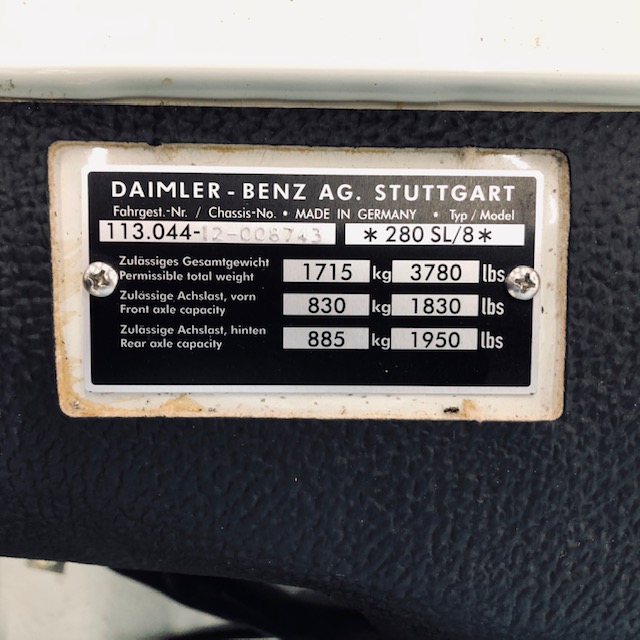 DAIMLER - BENZ AG. STUTTGART
Fahrgest.-Nr. / Chassis-No. • MADE IN GERMANY • Typ / Model
113.044-12-008743 * 280 SL/8 *
Zulässiges Gesamtgewicht
Permissible total weight 1715 kg 3780 lbs
Zulässige Achslast, vorn
Front axle capacity 830 kg 1830 lbs
Zulässige Achslast, hinten
Rear axle capacity 885 kg 1950 lbs